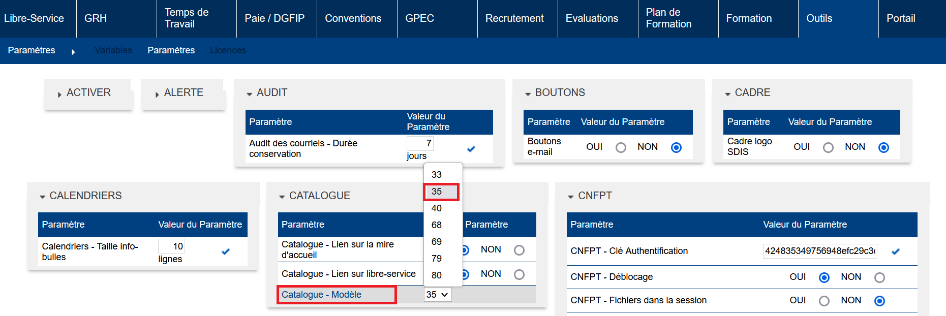 Libre-Service GRH Temps de Travail Paie / DGFIP Conventions GPEC Recrutement Evaluations Plan de Formation Formation Outils Portail
Paramètres Variables Paramètres Licences
ACTIVER
ALERTE
AUDIT
Paramètre Valeur du Paramètre
Audit des courriels - Durée conservation 7 jours
BOUTONS
Paramètre Valeur du Paramètre
Boutons e-mail OUI NON
CADRE
Paramètre Valeur du Paramètre
Cadre logo SDIS OUI NON
CALENDRIERS
Paramètre Valeur du Paramètre
Calendriers - Taille info-bulles 10 lignes
CATALOGUE
Paramètre Paramètre
Catalogue - Lien sur la mire d'accueil NON
Catalogue - Lien sur libre-service NON
Catalogue - Modèle 35
33
35
40
68
69
79
80
CNFPT
Paramètre Valeur du Paramètre
CNFPT - Clé Authentification 424835349756948efc29c3
CNFPT - Déblocage OUI NON
CNFPT - Fichiers dans la session OUI NON